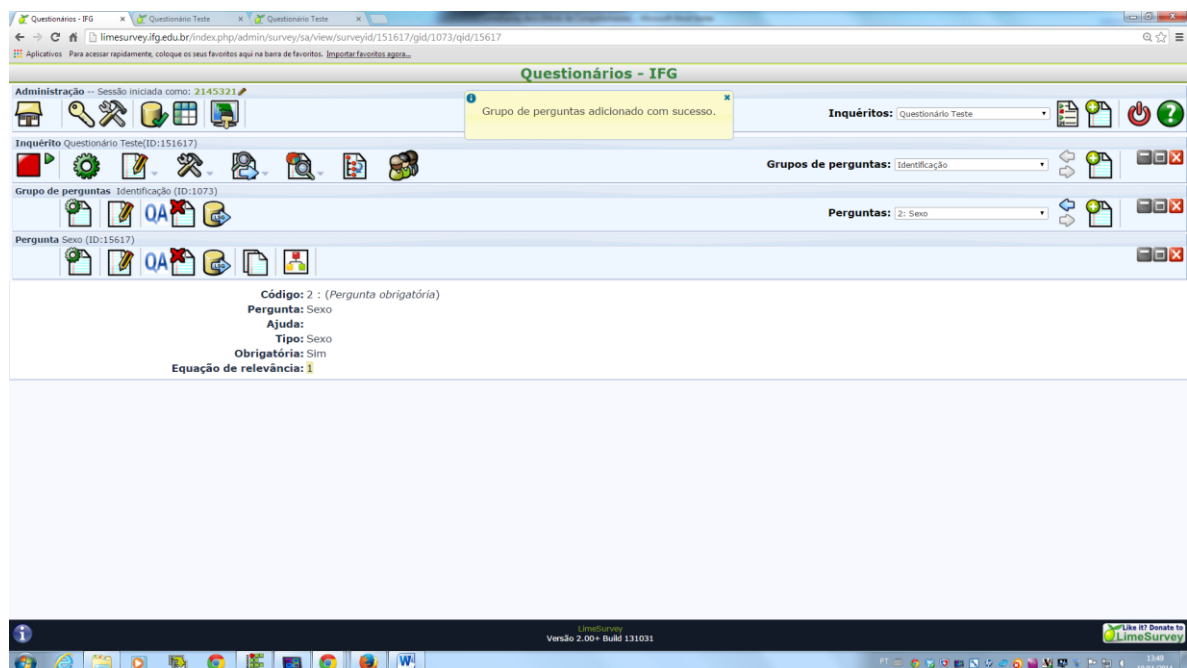 Questionários - IFG
Questionário Teste
Questionário Teste
limesurvey.ifg.edu.br/index.php/admin/survey/sa/view/surveyid/151617/gid/1073/qid/15617
Aplicativos Para acessar rapidamente, coloque os seus favoritos aqui na barra de favoritos. Importar favoritos agora...
Questionários - IFG
Administração -- Sessão iniciada como: 2145321
Grupo de perguntas adicionado com sucesso.
Inquéritos: Questionário Teste
Inquérito Questionário Teste(ID:151617)
Grupos de perguntas: Identificação
Grupo de perguntas Identificação (ID:1073)
QA
Perguntas: 2: Sexo
Pergunta Sexo (ID:15617)
QA
Código: 2 : (Pergunta obrigatória)
Pergunta: Sexo
Ajuda:
Tipo: Sexo
Obrigatória: Sim
Equação de relevância: 1
LimeSurvey
Versão 2.00+ Build 131031
Like it? Donate to
LimeSurvey
PT
13:49